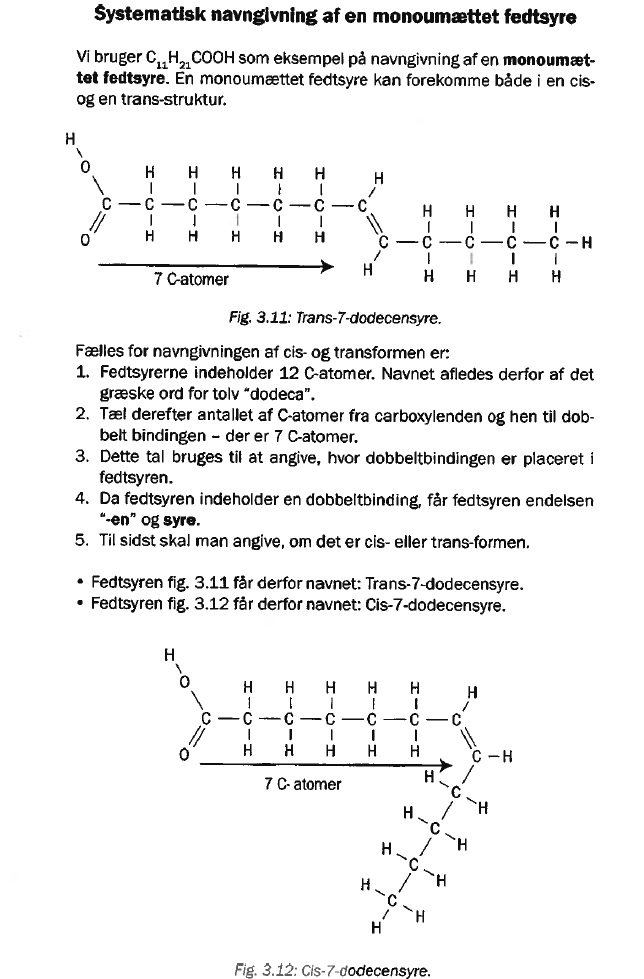 Systematisk navngivning af en monoumættet fedtsyre
Vi bruger C11H21COOH som eksempel på navngivning af en monoumæt-
tet fedtsyre. En monoumættet fedtsyre kan forekomme både i en cis-
og en trans-struktur.
H
O H H H H H H
C — C — C — C — C — C — C H H H H
O H H H H H C — C — C — C — C – H
H H H H H
7 C-atomer
Fig. 3.11: Trans-7-dodecensyre.
Fælles for navngivningen af cis- og transformen er:
1. Fedtsyrerne indeholder 12 C-atomer. Navnet afledes derfor af det
græske ord for tolv "dodeca".
2. Tæl derefter antallet af C-atomer fra carboxylenden og hen til dob-
belt bindingen – der er 7 C-atomer.
3. Dette tal bruges til at angive, hvor dobbeltbindingen er placeret i
fedtsyren.
4. Da fedtsyren indeholder en dobbeltbinding, får fedtsyren endelsen
"-en" og syre.
5. Til sidst skal man angive, om det er cis- eller trans-formen.
• Fedtsyren fig. 3.11 får derfor navnet: Trans-7-dodecensyre.
• Fedtsyren fig. 3.12 får derfor navnet: Cis-7-dodecensyre.
H
O H H H H H H
C — C — C — C — C — C — C
O H H H H H C – H
7 C- atomer
H C H
H C H
H C H
H C H
H
Fig. 3.12: Cis-7-dodecensyre.